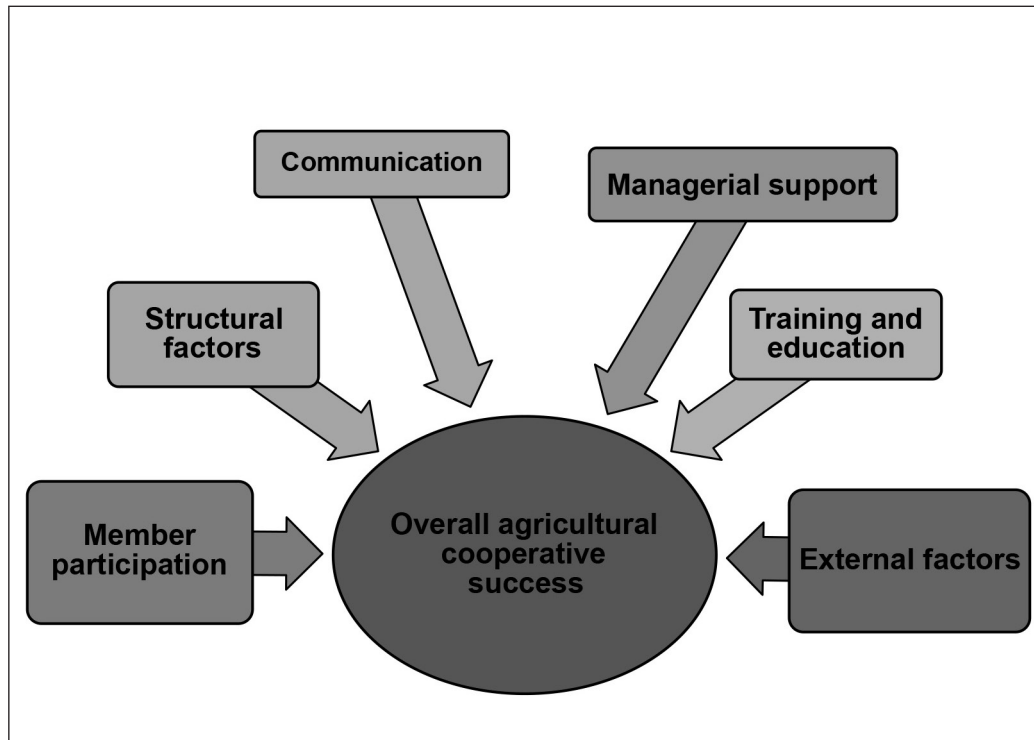 Communication
Managerial support
Structural
factors
Training and
education
Member
participation
Overall agricultural
cooperative
success
External factors